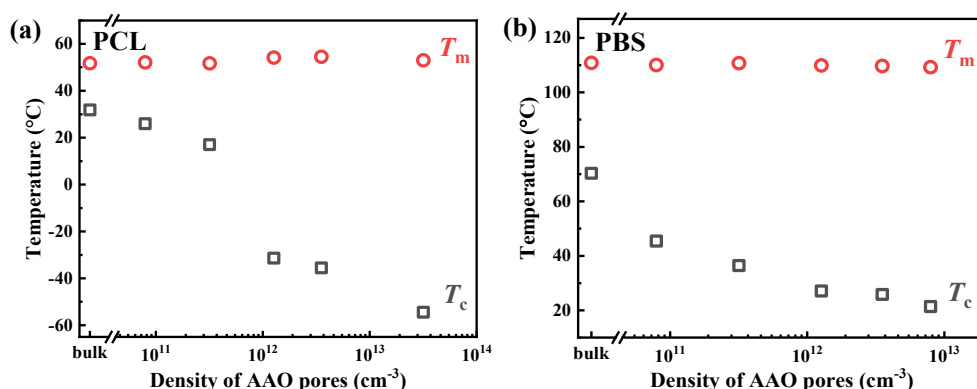 (a)
PCL
Tm
Tc
60
40
20
0
-20
-40
-60
Temperature (°C)
bulk
10^11
10^12
10^13
10^14
Density of AAO pores (cm^-3)
(b)
PBS
Tm
Tc
120
100
80
60
40
20
Temperature (°C)
bulk
10^11
10^12
10^13
Density of AAO pores (cm^-3)